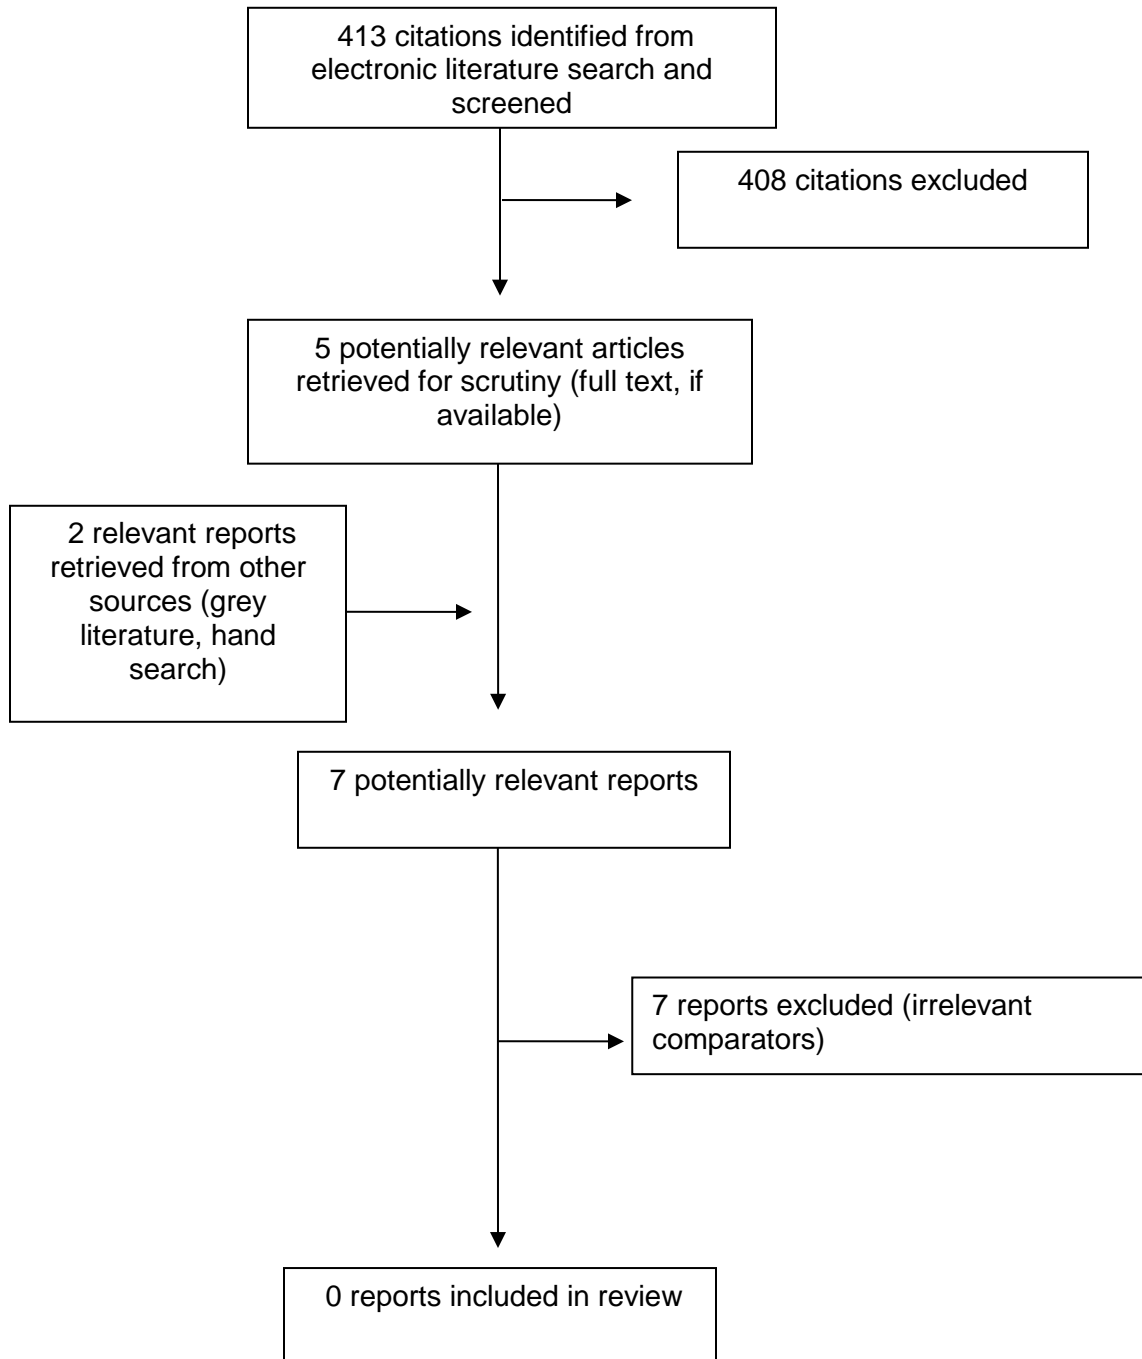 413 citations identified from
electronic literature search and
screened
408 citations excluded
5 potentially relevant articles
retrieved for scrutiny (full text, if
available)
2 relevant reports
retrieved from other
sources (grey
literature, hand
search)
7 potentially relevant reports
7 reports excluded (irrelevant
comparators)
0 reports included in review